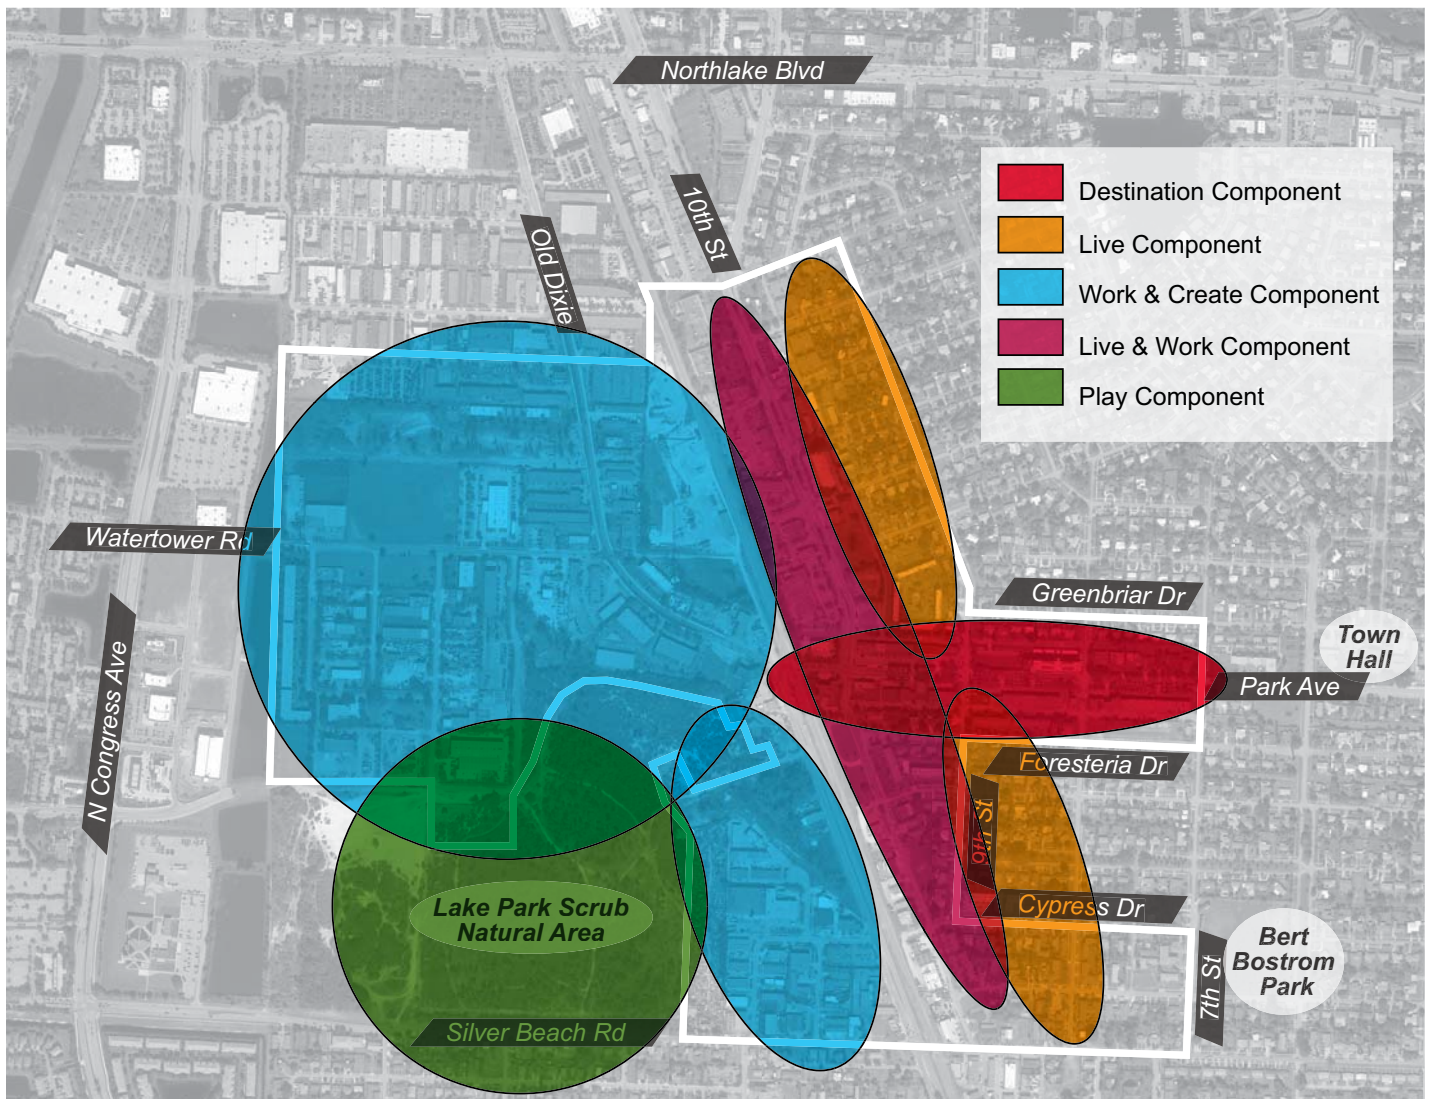 Northlake Blvd
10th St
Old Dixie
Destination Component
Live Component
Work & Create Component
Live & Work Component
Play Component
Watertower Rd
Greenbriar Dr
Town
Hall
Park Ave
N Congress Ave
Foresteria Dr
9th St
Cypress Dr
Lake Park Scrub
Natural Area
Bert
Bostrom
Park
7th St
Silver Beach Rd